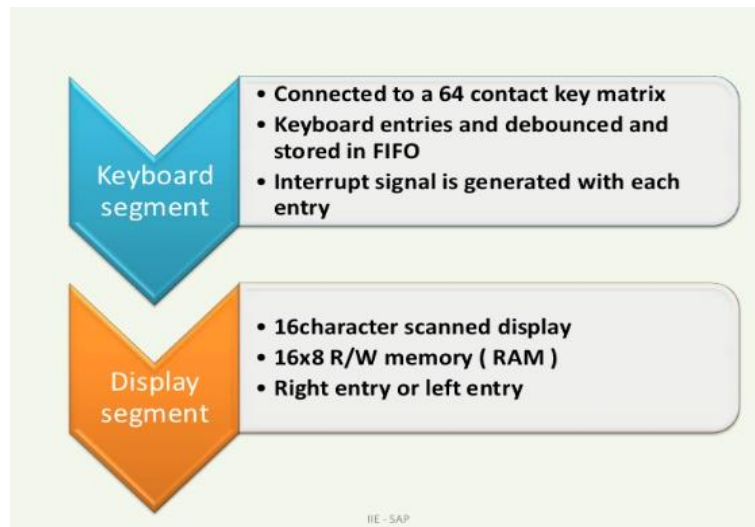 Keyboard
segment
• Connected to a 64 contact key matrix
• Keyboard entries and debounced and
stored in FIFO
• Interrupt signal is generated with each
entry
Display
segment
• 16character scanned display
• 16x8 R/W memory ( RAM )
• Right entry or left entry
IIE - SAP